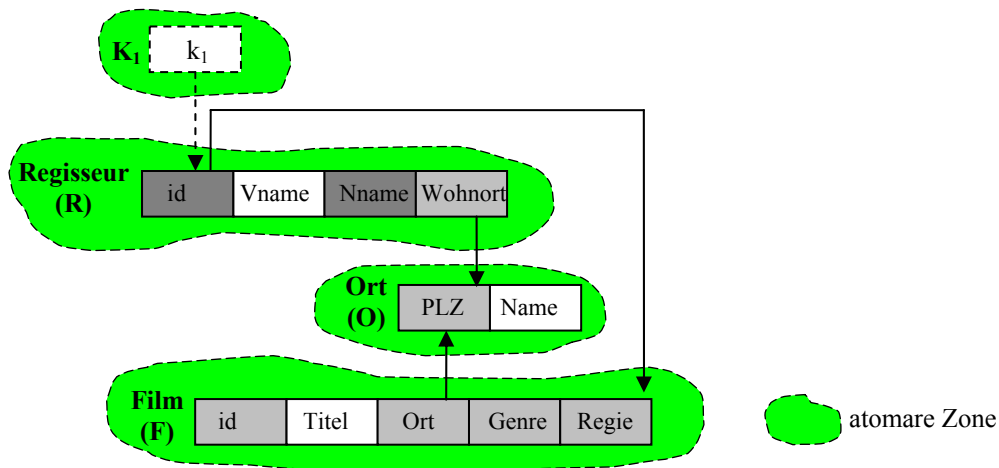 K₁ k₁
Regisseur
(R)
id Vname Nname Wohnort
Ort
(O)
PLZ Name
Film
(F)
id Titel Ort Genre Regie
atomare Zone